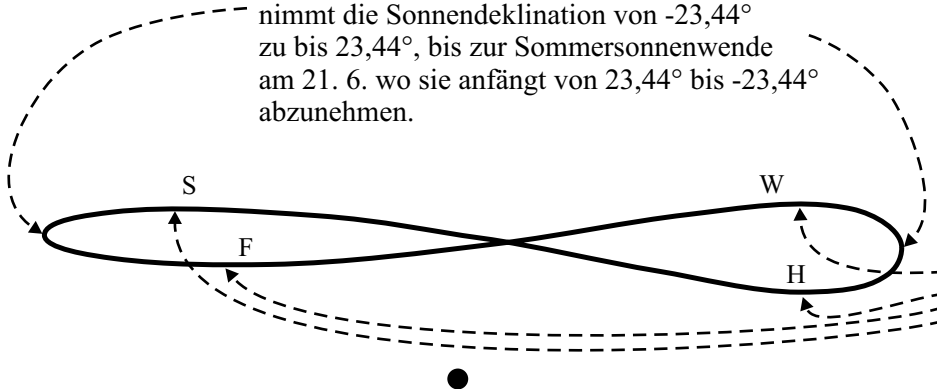 nimmt die Sonnendeklination von -23,44°
zu bis 23,44°, bis zur Sommersonnenwende
am 21. 6. wo sie anfängt von 23,44° bis -23,44°
abzunehmen.
S
W
F
H